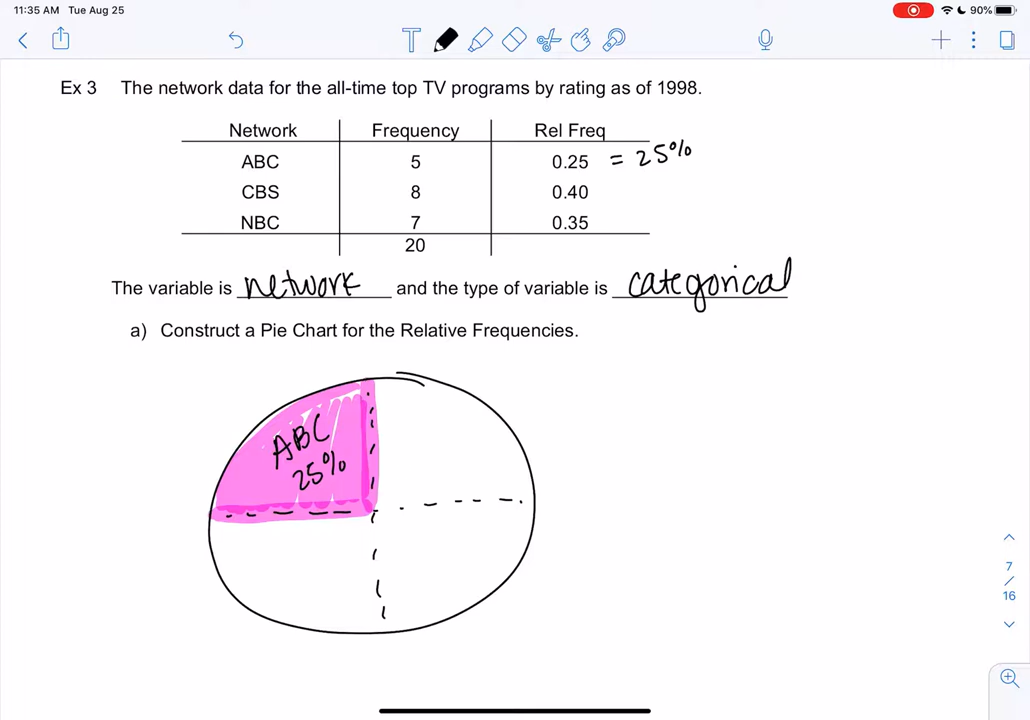 11:35 AM Tue Aug 25 90%
T
Ex 3 The network data for the all-time top TV programs by rating as of 1998.
Network Frequency Rel Freq
ABC 5 0.25 = 25%
CBS 8 0.40
NBC 7 0.35
20
The variable is network and the type of variable is categorical
a) Construct a Pie Chart for the Relative Frequencies.
ABC
25%
7
/
16